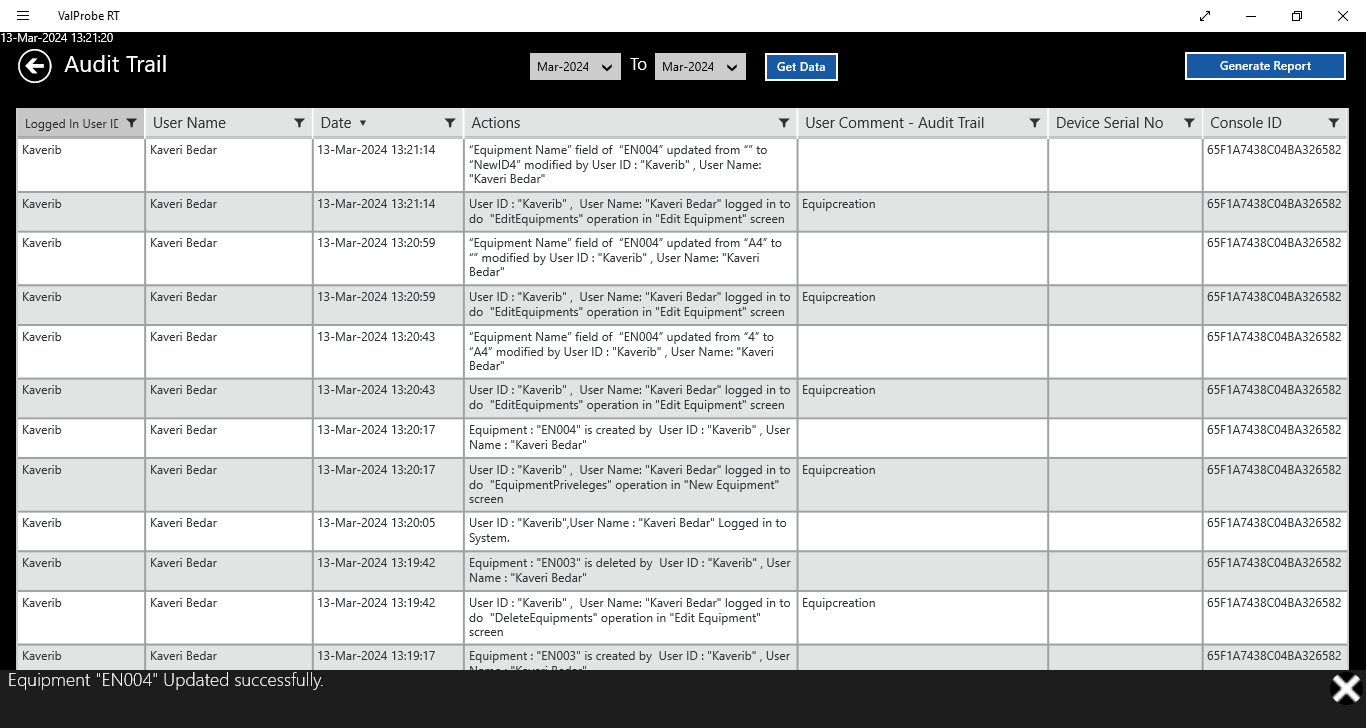 ValProbe RT
13-Mar-2024 13:21:20
Audit Trail
Mar-2024 To Mar-2024 Get Data Generate Report
Logged In User ID User Name Date Actions User Comment - Audit Trail Device Serial No Console ID
Kaverib Kaveri Bedar 13-Mar-2024 13:21:14 “Equipment Name” field of “EN004” updated from “” to 65F1A7438C04BA326582
“NewID4” modified by User ID : "Kaverib" , User Name:
"Kaveri Bedar"
Kaverib Kaveri Bedar 13-Mar-2024 13:21:14 User ID : "Kaverib" , User Name: "Kaveri Bedar" logged in to Equipcreation 65F1A7438C04BA326582
do "EditEquipments" operation in "Edit Equipment" screen
Kaverib Kaveri Bedar 13-Mar-2024 13:20:59 “Equipment Name” field of “EN004” updated from “A4” to 65F1A7438C04BA326582
“” modified by User ID : "Kaverib" , User Name: "Kaveri
Bedar"
Kaverib Kaveri Bedar 13-Mar-2024 13:20:59 User ID : "Kaverib" , User Name: "Kaveri Bedar" logged in to Equipcreation 65F1A7438C04BA326582
do "EditEquipments" operation in "Edit Equipment" screen
Kaverib Kaveri Bedar 13-Mar-2024 13:20:43 “Equipment Name” field of “EN004” updated from “4” to 65F1A7438C04BA326582
“A4” modified by User ID : "Kaverib" , User Name: "Kaveri
Bedar"
Kaverib Kaveri Bedar 13-Mar-2024 13:20:43 User ID : "Kaverib" , User Name: "Kaveri Bedar" logged in to Equipcreation 65F1A7438C04BA326582
do "EditEquipments" operation in "Edit Equipment" screen
Kaverib Kaveri Bedar 13-Mar-2024 13:20:17 Equipment : "EN004" is created by User ID : "Kaverib" , User 65F1A7438C04BA326582
Name : "Kaveri Bedar"
Kaverib Kaveri Bedar 13-Mar-2024 13:20:17 User ID : "Kaverib" , User Name: "Kaveri Bedar" logged in to Equipcreation 65F1A7438C04BA326582
do "EquipmentPriveleges" operation in "New Equipment"
screen
Kaverib Kaveri Bedar 13-Mar-2024 13:20:05 User ID : "Kaverib",User Name : "Kaveri Bedar" Logged in to 65F1A7438C04BA326582
System.
Kaverib Kaveri Bedar 13-Mar-2024 13:19:42 Equipment : "EN003" is deleted by User ID : "Kaverib" , User 65F1A7438C04BA326582
Name : "Kaveri Bedar"
Kaverib Kaveri Bedar 13-Mar-2024 13:19:42 User ID : "Kaverib" , User Name: "Kaveri Bedar" logged in to Equipcreation 65F1A7438C04BA326582
do "DeleteEquipments" operation in "Edit Equipment"
screen
Kaverib Kaveri Bedar 13-Mar-2024 13:19:17 Equipment : "EN003" is created by User ID : "Kaverib" , User 65F1A7438C04BA326582
Name : "Kaveri Bedar"
Equipment "EN004" Updated successfully.